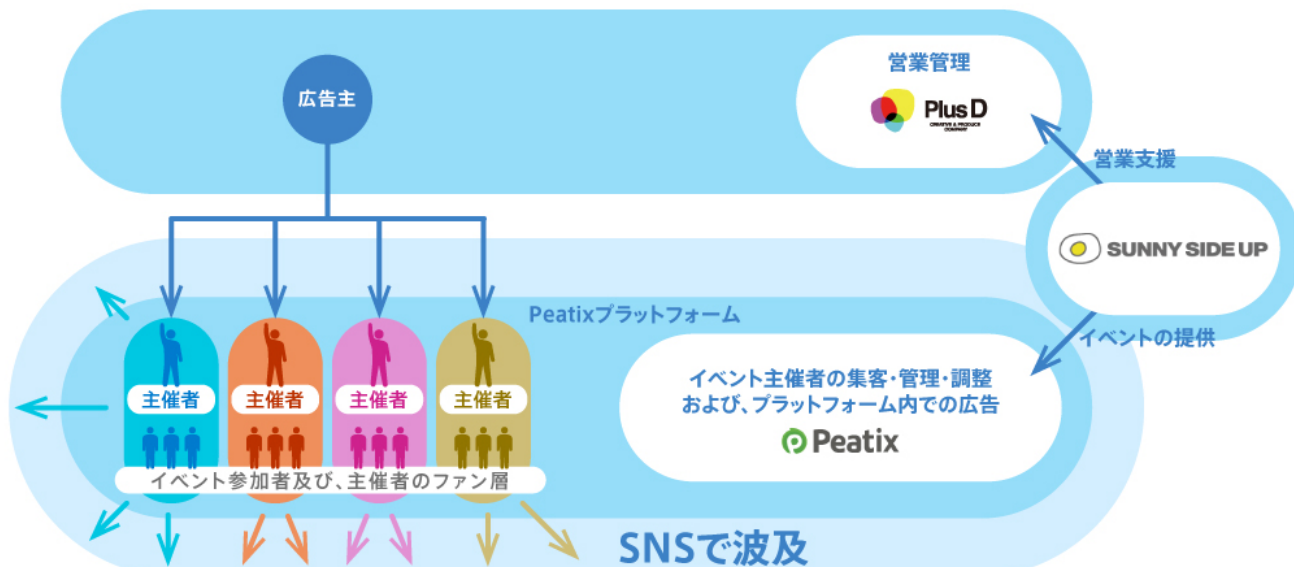 営業管理
広告主
Plus D
CREATIVE & PRODUCE
COMPANY
営業支援
SUNNY SIDE UP
Peatixプラットフォーム
イベントの提供
イベント主催者の集客・管理・調整
および、プラットフォーム内での広告
Peatix
主催者
主催者
主催者
主催者
イベント参加者及び、主催者のファン層
SNSで波及